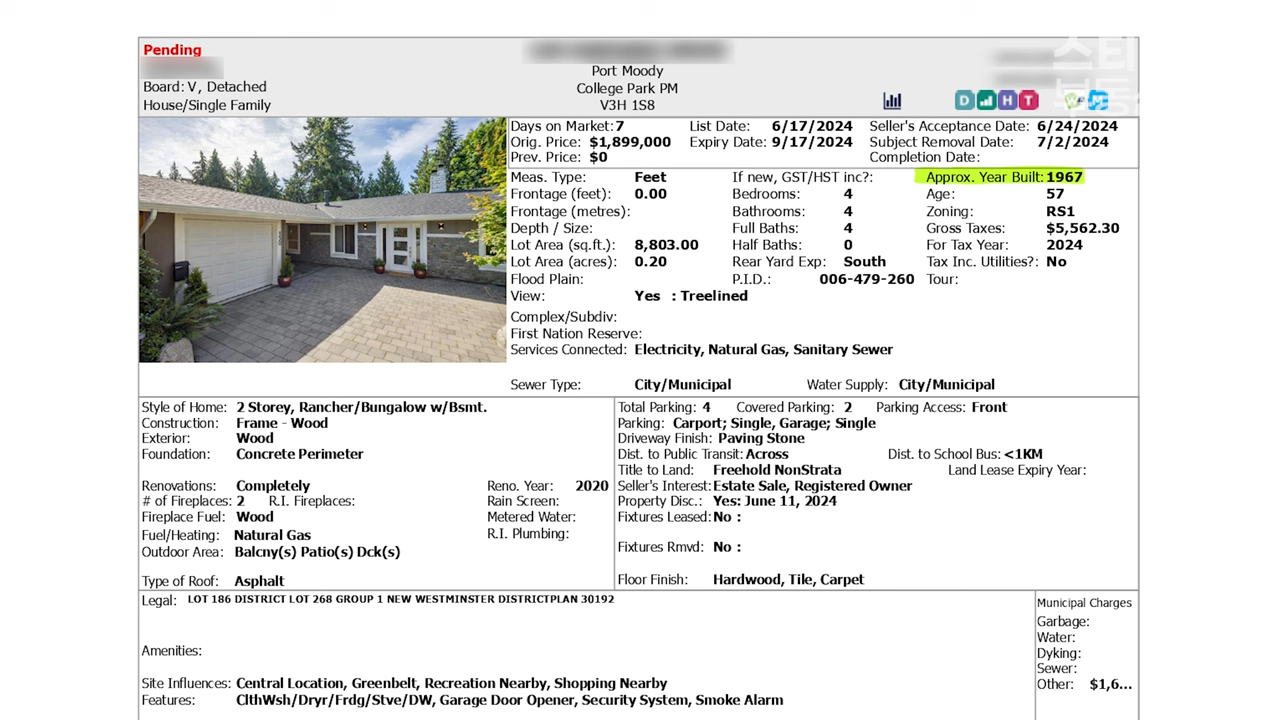 Pending
Board: V, Detached
House/Single Family
Port Moody
College Park PM
V3H 1S8
D H T
Days on Market: 7 List Date: 6/17/2024 Seller's Acceptance Date: 6/24/2024
Orig. Price: $1,899,000 Expiry Date: 9/17/2024 Subject Removal Date: 7/2/2024
Prev. Price: $0 Completion Date:
Meas. Type: Feet If new, GST/HST inc?: Approx. Year Built: 1967
Frontage (feet): 0.00 Bedrooms: 4 Age: 57
Frontage (metres): Bathrooms: 4 Zoning: RS1
Depth / Size: Full Baths: 4 Gross Taxes: $5,562.30
Lot Area (sq.ft.): 8,803.00 Half Baths: 0 For Tax Year: 2024
Lot Area (acres): 0.20 Rear Yard Exp: South Tax Inc. Utilities?: No
Flood Plain: P.I.D.: 006-479-260 Tour:
View: Yes : Treelined
Complex/Subdiv:
First Nation Reserve:
Services Connected: Electricity, Natural Gas, Sanitary Sewer
Sewer Type: City/Municipal Water Supply: City/Municipal
Style of Home: 2 Storey, Rancher/Bungalow w/Bsmt.
Construction: Frame - Wood
Exterior: Wood
Foundation: Concrete Perimeter
Renovations: Completely Reno. Year: 2020
# of Fireplaces: 2 R.I. Fireplaces: Rain Screen:
Fireplace Fuel: Wood Metered Water:
Fuel/Heating: Natural Gas R.I. Plumbing:
Outdoor Area: Balcny(s) Patio(s) Dck(s)
Type of Roof: Asphalt
Total Parking: 4 Covered Parking: 2 Parking Access: Front
Parking: Carport; Single, Garage; Single
Driveway Finish: Paving Stone
Dist. to Public Transit: Across Dist. to School Bus: <1KM
Title to Land: Freehold NonStrata Land Lease Expiry Year:
Seller's Interest: Estate Sale, Registered Owner
Property Disc.: Yes: June 11, 2024
Fixtures Leased: No :
Fixtures Rmvd: No :
Floor Finish: Hardwood, Tile, Carpet
Legal: LOT 186 DISTRICT LOT 268 GROUP 1 NEW WESTMINSTER DISTRICTPLAN 30192
Amenities:
Site Influences: Central Location, Greenbelt, Recreation Nearby, Shopping Nearby
Features: ClthWsh/Dryr/Frdg/Stve/DW, Garage Door Opener, Security System, Smoke Alarm
Municipal Charges
Garbage:
Water:
Dyking:
Sewer:
Other: $1,6...